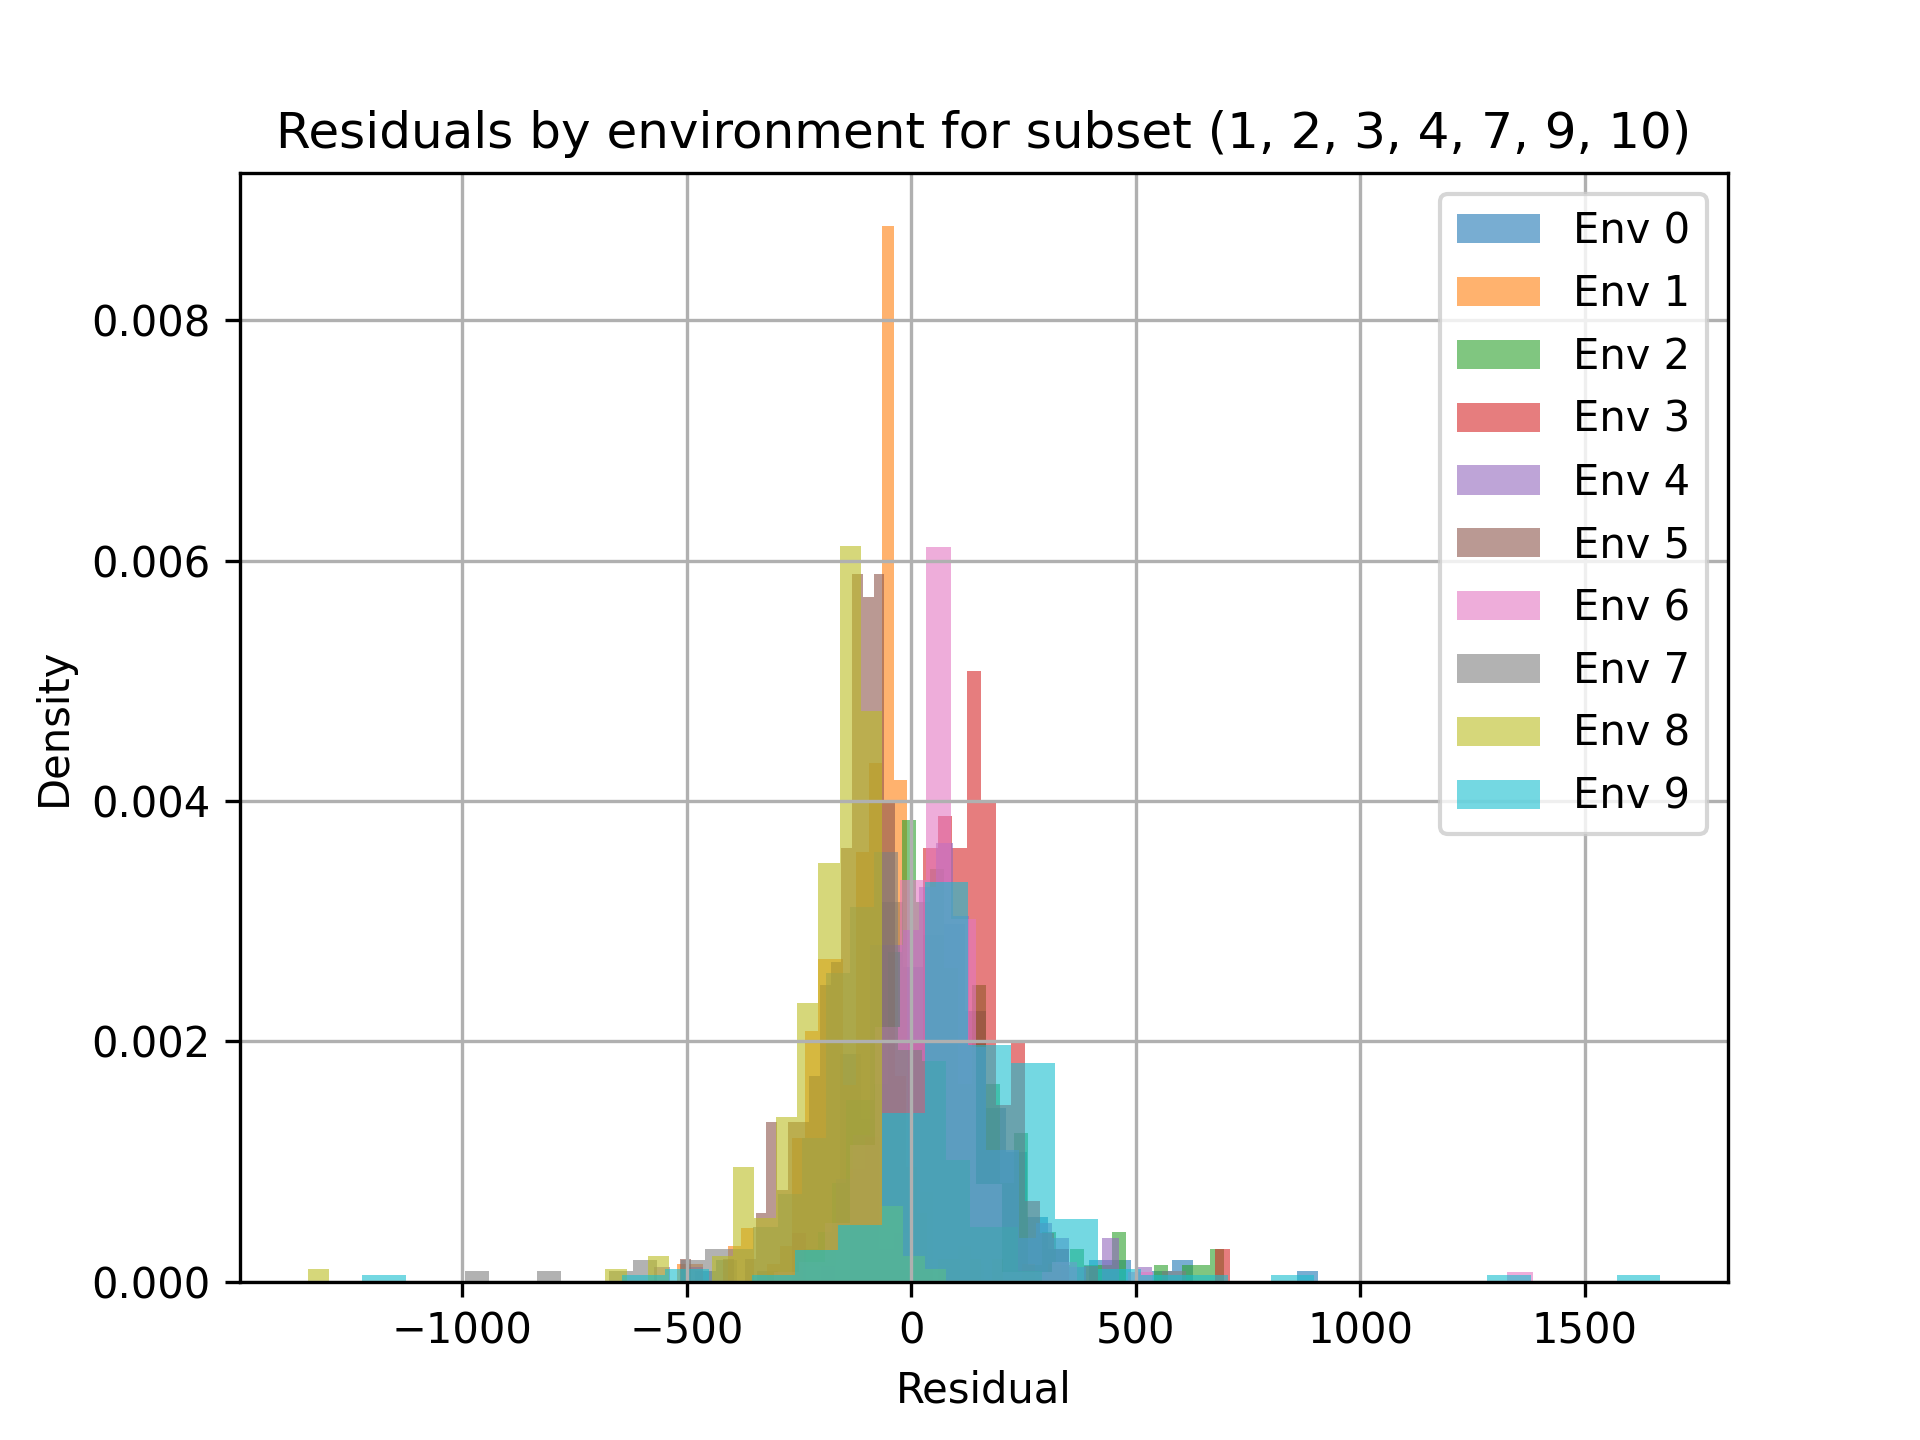 Residuals by environment for subset (1, 2, 3, 4, 7, 9, 10)
Env 0
Env 1
Env 2
Env 3
Env 4
Env 5
Env 6
Env 7
Env 8
Env 9
Density
0.008
0.006
0.004
0.002
0.000
−1000 −500 0 500 1000 1500
Residual